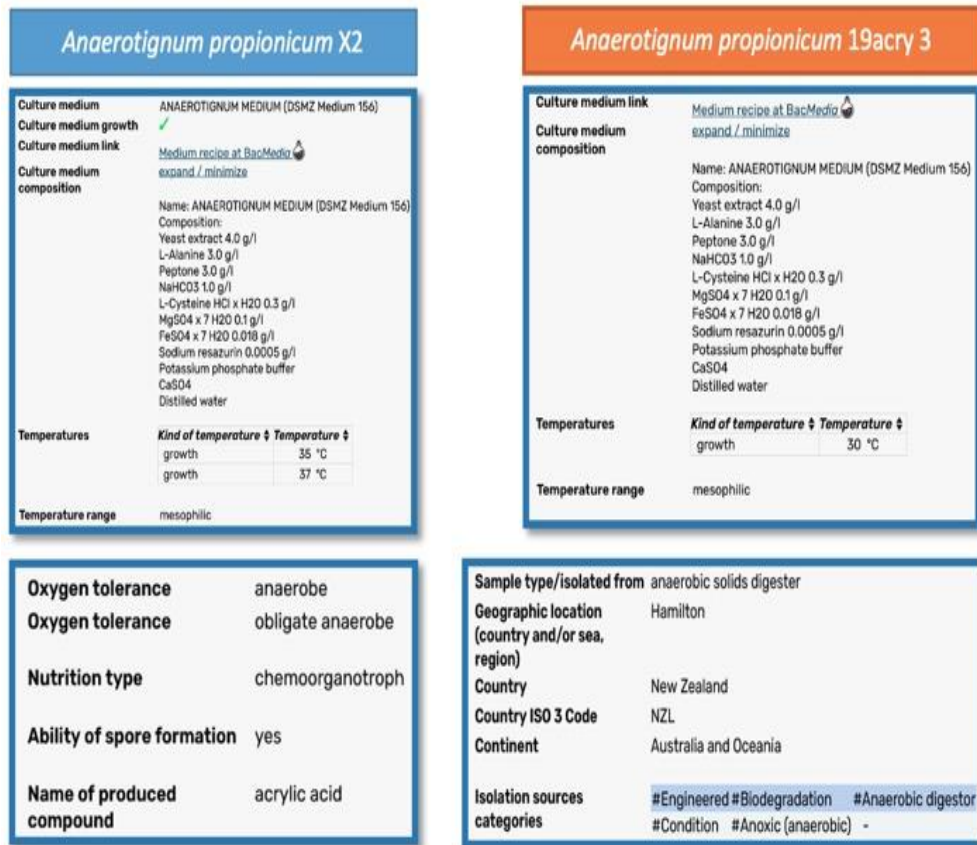 Anaerotignum propionicum X2
Culture medium ANAEROTIGNUM MEDIUM (DSMZ Medium 156)
Culture medium growth ✓
Culture medium link Medium recipe at BacMedia
Culture medium composition expand / minimize
Name: ANAEROTIGNUM MEDIUM (DSMZ Medium 156)
Composition:
Yeast extract 4.0 g/l
L-Alanine 3.0 g/l
Peptone 3.0 g/l
NaHCO3 1.0 g/l
L-Cysteine HCl x H2O 0.3 g/l
MgSO4 x 7 H2O 0.1 g/l
FeSO4 x 7 H2O 0.018 g/l
Sodium resazurin 0.0005 g/l
Potassium phosphate buffer
CaSO4
Distilled water
Temperatures Kind of temperature Temperature
growth 35 °C
growth 37 °C
Temperature range mesophilic
Oxygen tolerance anaerobe
Oxygen tolerance obligate anaerobe
Nutrition type chemoorganotroph
Ability of spore formation yes
Name of produced compound acrylic acid
Anaerotignum propionicum 19acry 3
Culture medium link Medium recipe at BacMedia
Culture medium composition expand / minimize
Name: ANAEROTIGNUM MEDIUM (DSMZ Medium 156)
Composition:
Yeast extract 4.0 g/l
L-Alanine 3.0 g/l
Peptone 3.0 g/l
NaHCO3 1.0 g/l
L-Cysteine HCl x H2O 0.3 g/l
MgSO4 x 7 H2O 0.1 g/l
FeSO4 x 7 H2O 0.018 g/l
Sodium resazurin 0.0005 g/l
Potassium phosphate buffer
CaSO4
Distilled water
Temperatures Kind of temperature Temperature
growth 30 °C
Temperature range mesophilic
Sample type/isolated from anaerobic solids digester
Geographic location (country and/or sea, region) Hamilton
Country New Zealand
Country ISO 3 Code NZL
Continent Australia and Oceania
Isolation sources categories #Engineered #Biodegradation #Anaerobic digestor
#Condition #Anoxic (anaerobic) -